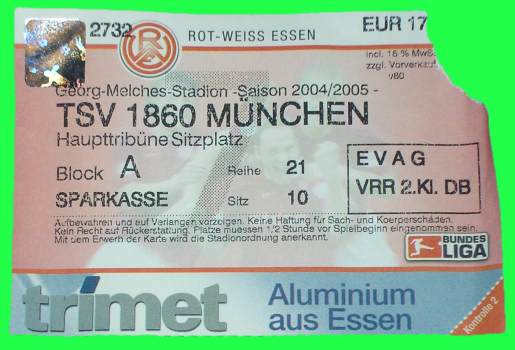 2732 ROT-WEISS ESSEN EUR 17
incl. 16 % MwS
zzgl. Vorverkau
v60
Georg-Melches-Stadion -Saison 2004/2005 -
TSV 1860 MÜNCHEN
Haupttribüne Sitzplatz
Block A Reihe 21
SPARKASSE Sitz 10
EVAG
VRR 2.Kl. DB
Aufbewahren und auf Verlangen vorzeigen. Keine Haftung für Sach- und Koerperschäden.
Kein Recht auf Rückerstattung. Plätze muessen 1/2 Stunde vor Spielbeginn eingenommen sein.
Mit dem Erwerb der Karte wird die Stadionordnung anerkannt.
BUNDES
LIGA
trimet Aluminium
aus Essen
Kontrolle 2